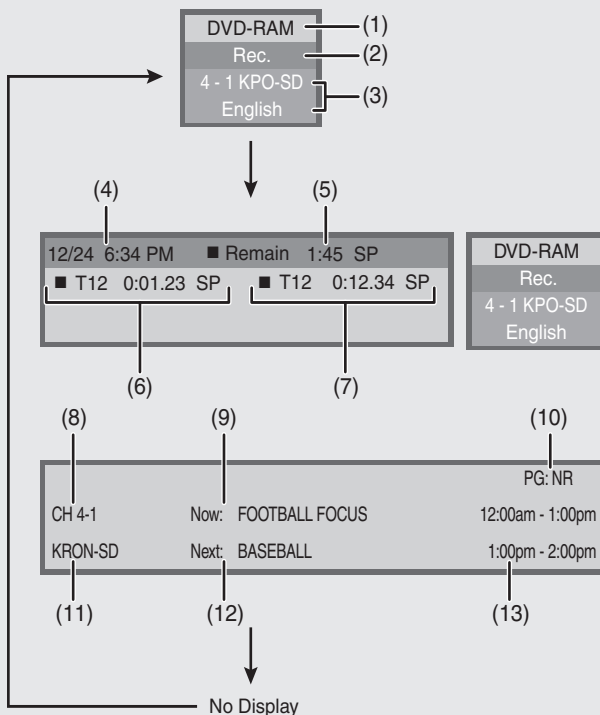 DVD-RAM (1)
Rec. (2)
4 - 1 KPO-SD
English (3)
(4) (5)
12/24 6:34 PM ■ Remain 1:45 SP
■ T12 0:01.23 SP ■ T12 0:12.34 SP
DVD-RAM
Rec.
4 - 1 KPO-SD
English
(6) (7)
(8) (9) (10)
PG: NR
CH 4-1 Now: FOOTBALL FOCUS 12:00am - 1:00pm
KRON-SD Next: BASEBALL 1:00pm - 2:00pm
(11) (12) (13)
No Display